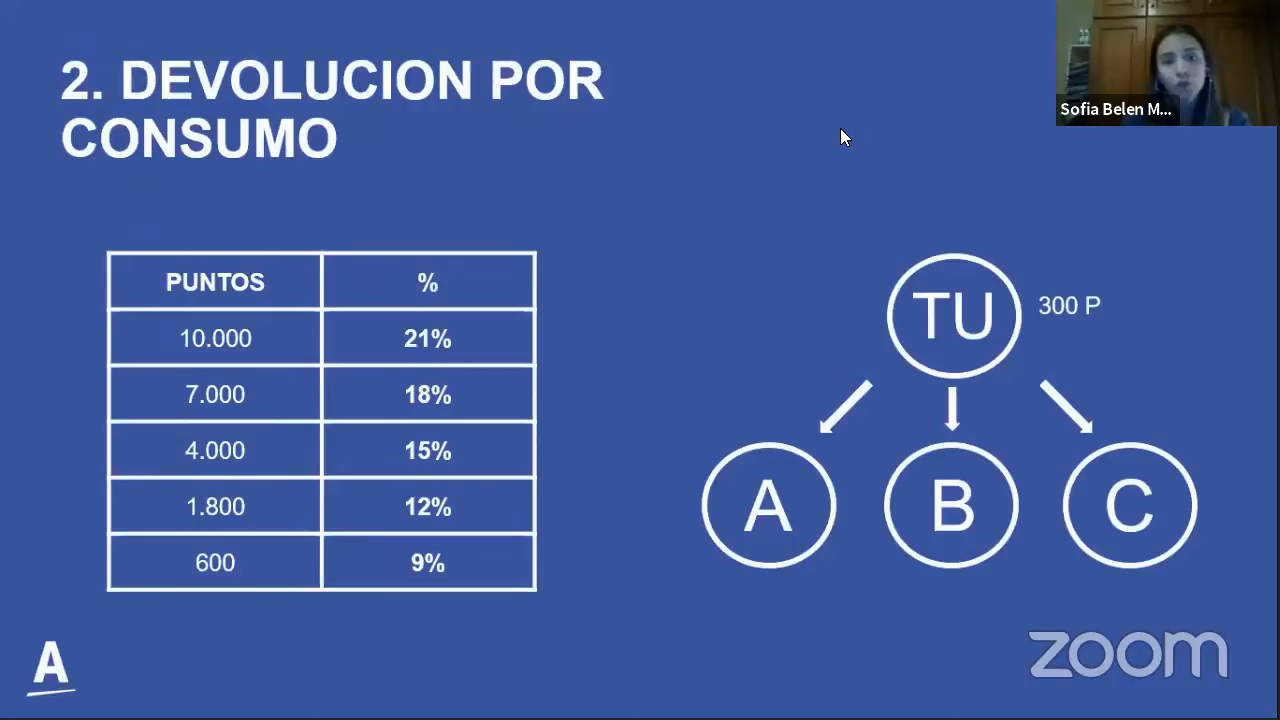 2. DEVOLUCION POR
CONSUMO
Sofia Belen M...
PUNTOS %
10.000 21%
7.000 18%
4.000 15%
1.800 12%
600 9%
TU 300 P
A B C
A
zoom